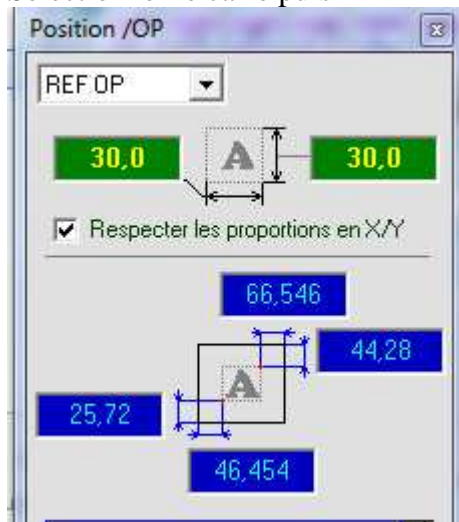 Position /OP
REF OP
30,0 A 30,0
Respecter les proportions en X/Y
66,546
44,28
A
25,72
46,454